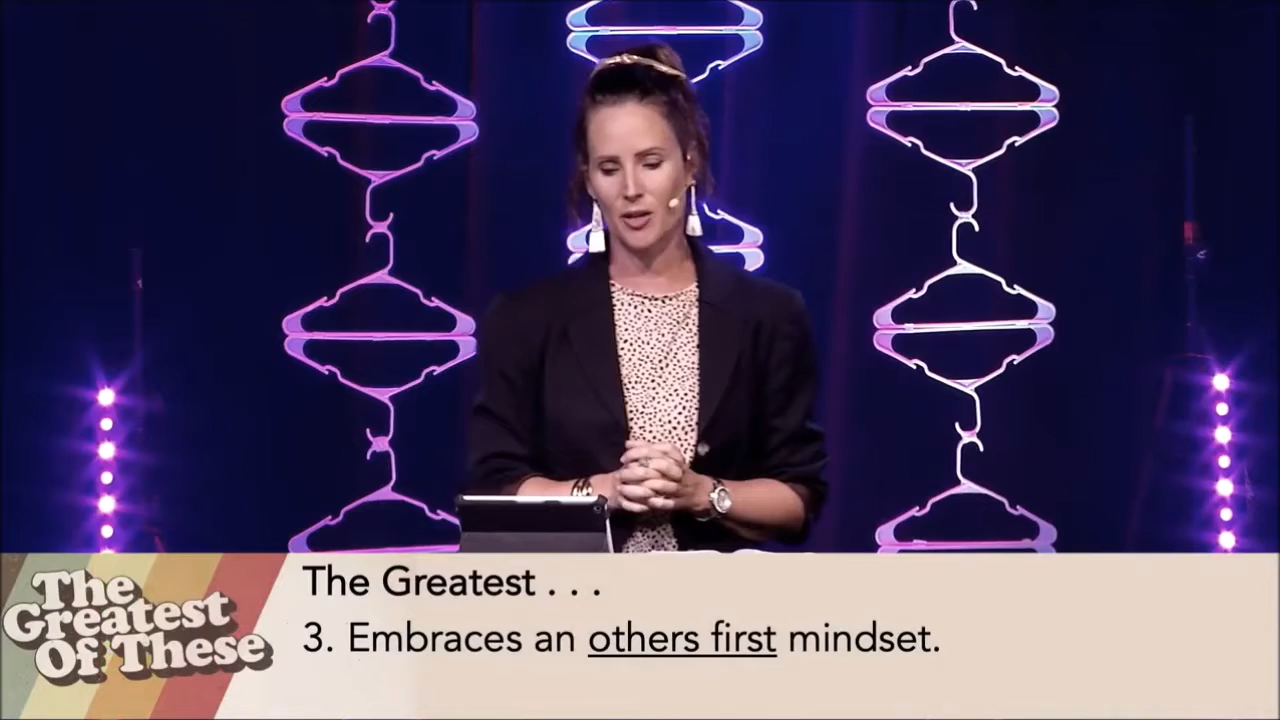 The Greatest . . .
3. Embraces an others first mindset.
The
Greatest
Of These